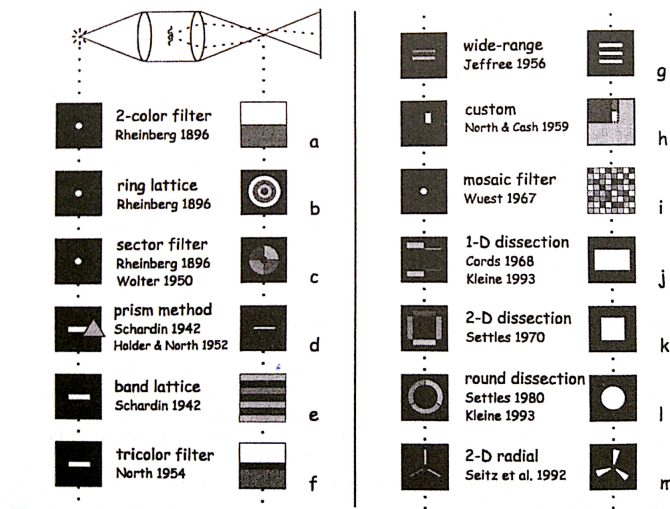 2-color filter
Rheinberg 1896
a
ring lattice
Rheinberg 1896
b
sector filter
Rheinberg 1896
Wolter 1950
c
prism method
Schardin 1942
Holder & North 1952
d
band lattice
Schardin 1942
e
tricolor filter
North 1954
f
wide-range
Jeffree 1956
g
custom
North & Cash 1959
h
mosaic filter
Wuest 1967
i
1-D dissection
Cords 1968
Kleine 1993
j
2-D dissection
Settles 1970
k
round dissection
Settles 1980
Kleine 1993
l
2-D radial
Seitz et al. 1992
m